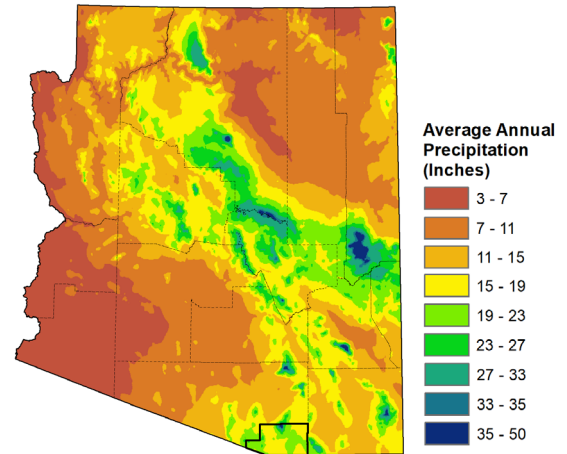 Average Annual
Precipitation
(Inches)
3 - 7
7 - 11
11 - 15
15 - 19
19 - 23
23 - 27
27 - 33
33 - 35
35 - 50